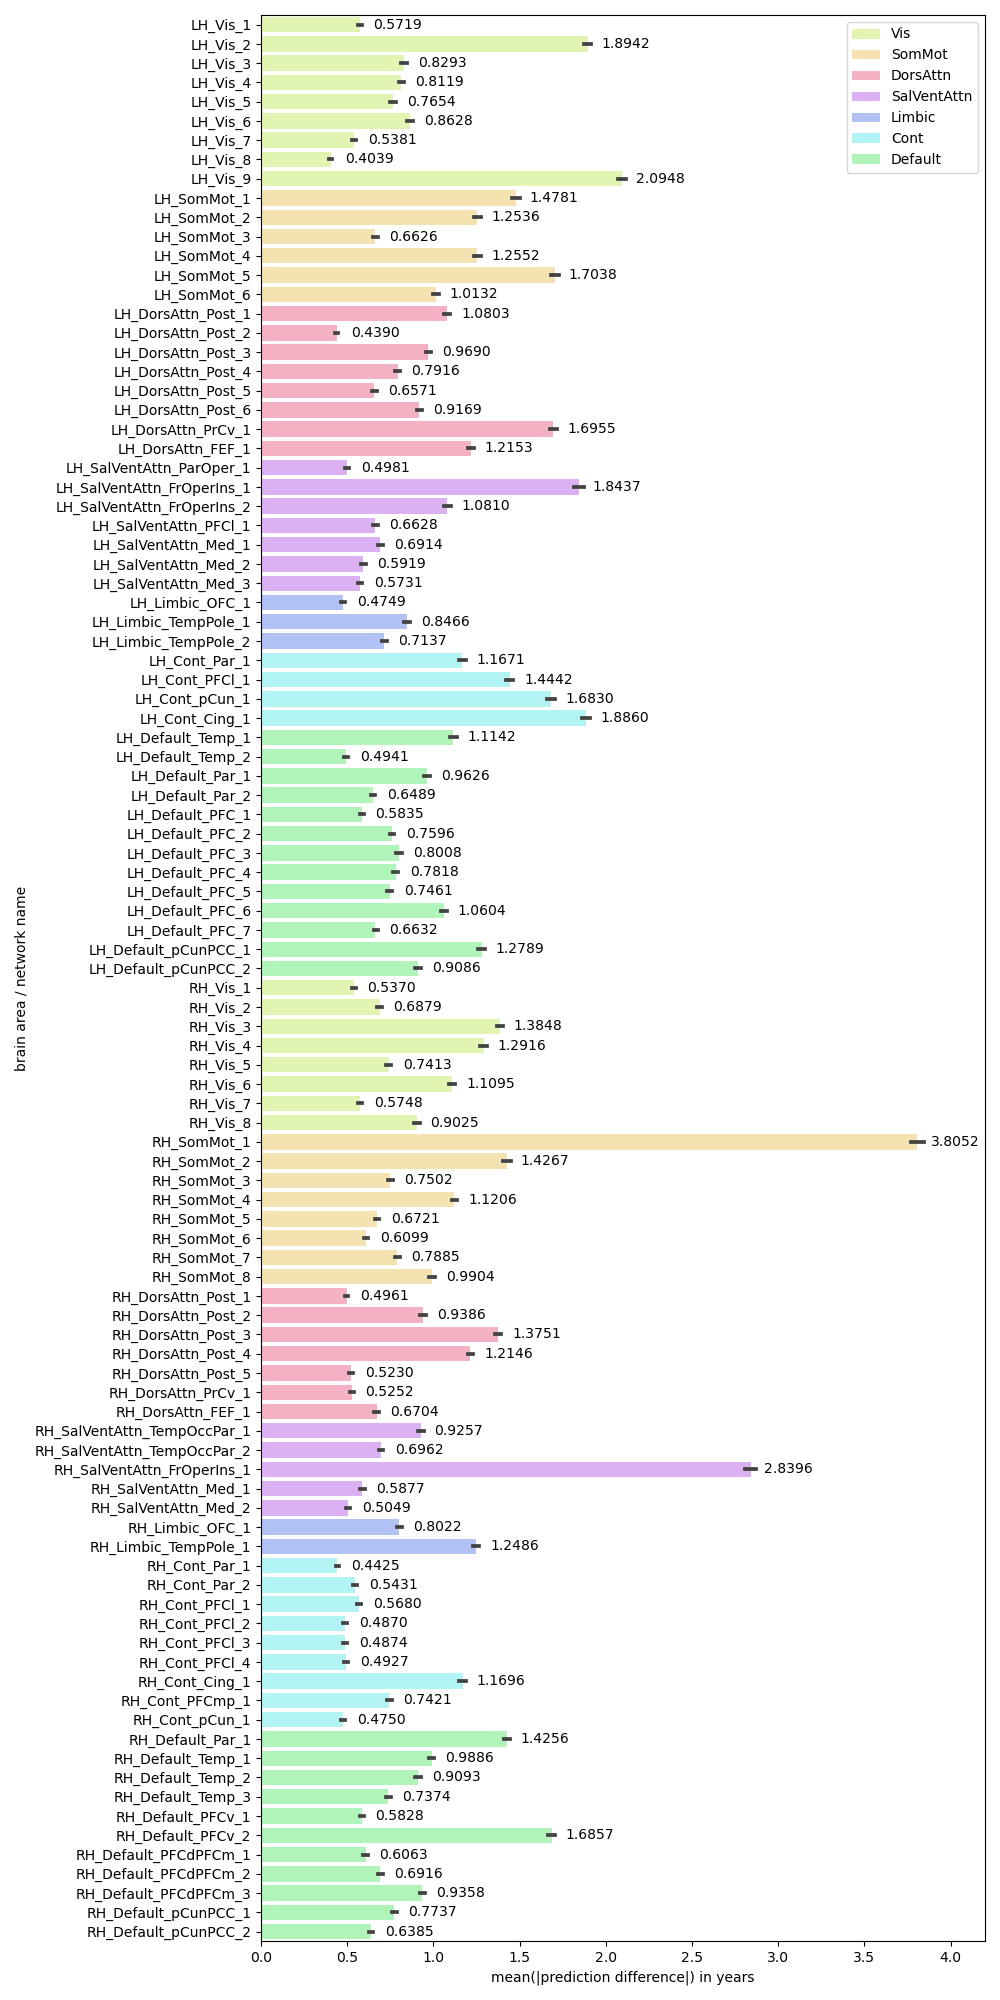 LH_Vis_1 0.5719
LH_Vis_2 1.8942
LH_Vis_3 0.8293
LH_Vis_4 0.8119
LH_Vis_5 0.7654
LH_Vis_6 0.8628
LH_Vis_7 0.5381
LH_Vis_8 0.4039
LH_Vis_9 2.0948
LH_SomMot_1 1.4781
LH_SomMot_2 1.2536
LH_SomMot_3 0.6626
LH_SomMot_4 1.2552
LH_SomMot_5 1.7038
LH_SomMot_6 1.0132
LH_DorsAttn_Post_1 1.0803
LH_DorsAttn_Post_2 0.4390
LH_DorsAttn_Post_3 0.9690
LH_DorsAttn_Post_4 0.7916
LH_DorsAttn_Post_5 0.6571
LH_DorsAttn_Post_6 0.9169
LH_DorsAttn_PrCv_1 1.6955
LH_DorsAttn_FEF_1 1.2153
LH_SalVentAttn_ParOper_1 0.4981
LH_SalVentAttn_FrOperIns_1 1.8437
LH_SalVentAttn_FrOperIns_2 1.0810
LH_SalVentAttn_PFCl_1 0.6628
LH_SalVentAttn_Med_1 0.6914
LH_SalVentAttn_Med_2 0.5919
LH_SalVentAttn_Med_3 0.5731
LH_Limbic_OFC_1 0.4749
LH_Limbic_TempPole_1 0.8466
LH_Limbic_TempPole_2 0.7137
LH_Cont_Par_1 1.1671
LH_Cont_PFCl_1 1.4442
LH_Cont_pCun_1 1.6830
LH_Cont_Cing_1 1.8860
LH_Default_Temp_1 1.1142
LH_Default_Temp_2 0.4941
LH_Default_Par_1 0.9626
LH_Default_Par_2 0.6489
LH_Default_PFC_1 0.5835
LH_Default_PFC_2 0.7596
LH_Default_PFC_3 0.8008
LH_Default_PFC_4 0.7818
LH_Default_PFC_5 0.7461
LH_Default_PFC_6 1.0604
LH_Default_PFC_7 0.6632
LH_Default_pCunPCC_1 1.2789
LH_Default_pCunPCC_2 0.9086
RH_Vis_1 0.5370
RH_Vis_2 0.6879
RH_Vis_3 1.3848
RH_Vis_4 1.2916
RH_Vis_5 0.7413
RH_Vis_6 1.1095
RH_Vis_7 0.5748
RH_Vis_8 0.9025
RH_SomMot_1 3.8052
RH_SomMot_2 1.4267
RH_SomMot_3 0.7502
RH_SomMot_4 1.1206
RH_SomMot_5 0.6721
RH_SomMot_6 0.6099
RH_SomMot_7 0.7885
RH_SomMot_8 0.9904
RH_DorsAttn_Post_1 0.4961
RH_DorsAttn_Post_2 0.9386
RH_DorsAttn_Post_3 1.3751
RH_DorsAttn_Post_4 1.2146
RH_DorsAttn_Post_5 0.5230
RH_DorsAttn_PrCv_1 0.5252
RH_DorsAttn_FEF_1 0.6704
RH_SalVentAttn_TempOccPar_1 0.9257
RH_SalVentAttn_TempOccPar_2 0.6962
RH_SalVentAttn_FrOperIns_1 2.8396
RH_SalVentAttn_Med_1 0.5877
RH_SalVentAttn_Med_2 0.5049
RH_Limbic_OFC_1 0.8022
RH_Limbic_TempPole_1 1.2486
RH_Cont_Par_1 0.4425
RH_Cont_Par_2 0.5431
RH_Cont_PFCl_1 0.5680
RH_Cont_PFCl_2 0.4870
RH_Cont_PFCl_3 0.4874
RH_Cont_PFCl_4 0.4927
RH_Cont_Cing_1 1.1696
RH_Cont_PFCmp_1 0.7421
RH_Cont_pCun_1 0.4750
RH_Default_Par_1 1.4256
RH_Default_Temp_1 0.9886
RH_Default_Temp_2 0.9093
RH_Default_Temp_3 0.7374
RH_Default_PFCv_1 0.5828
RH_Default_PFCv_2 1.6857
RH_Default_PFCdPFCm_1 0.6063
RH_Default_PFCdPFCm_2 0.6916
RH_Default_PFCdPFCm_3 0.9358
RH_Default_pCunPCC_1 0.7737
RH_Default_pCunPCC_2 0.6385
0.0 0.5 1.0 1.5 2.0 2.5 3.0 3.5 4.0
mean(|prediction difference|) in years
brain area / network name
Vis
SomMot
DorsAttn
SalVentAttn
Limbic
Cont
Default